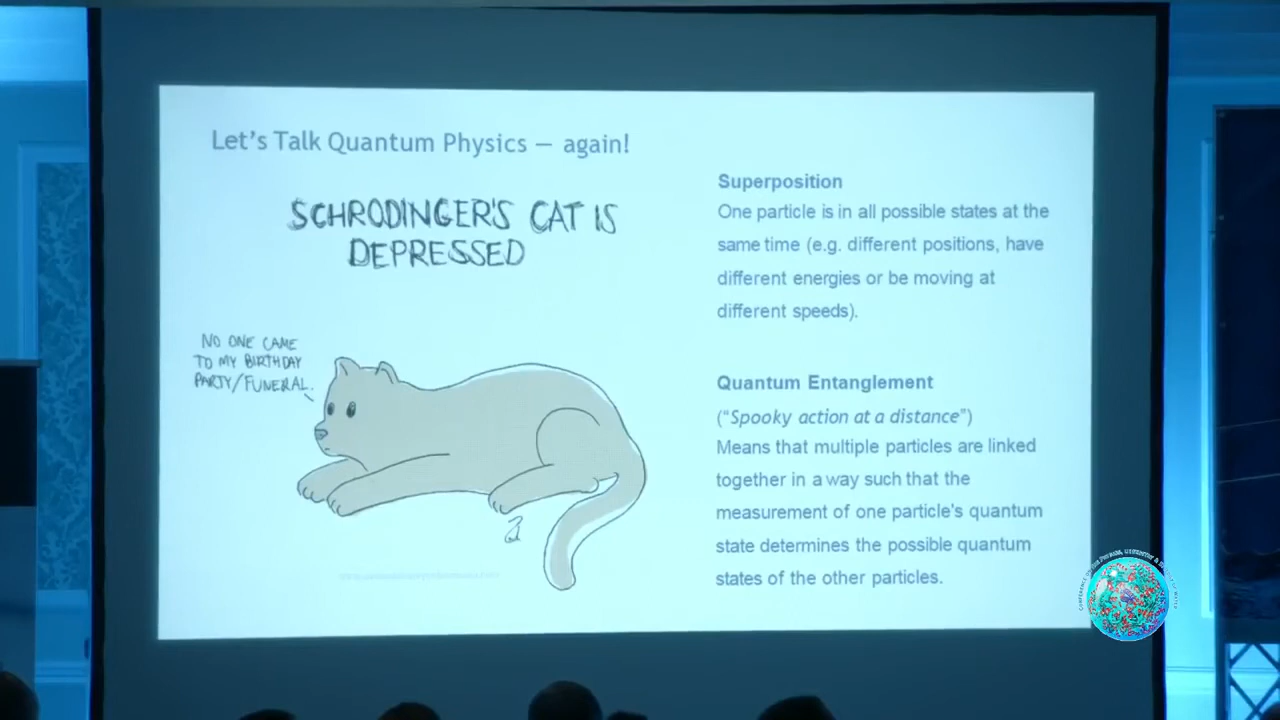 Let's Talk Quantum Physics — again!
SCHRODINGER'S CAT IS
DEPRESSED
NO ONE CAME
TO MY BIRTHDAY
PARTY/FUNERAL.
Superposition
One particle is in all possible states at the
same time (e.g. different positions, have
different energies or be moving at
different speeds).
Quantum Entanglement
("Spooky action at a distance")
Means that multiple particles are linked
together in a way such that the
measurement of one particle's quantum
state determines the possible quantum
states of the other particles.